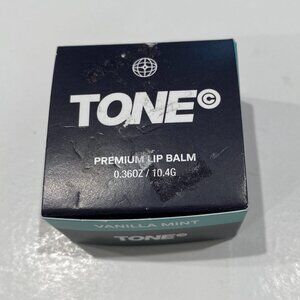 TONE©
PREMIUM LIP BALM
0.36OZ / 10.4G
VANILLA MINT
TONE©